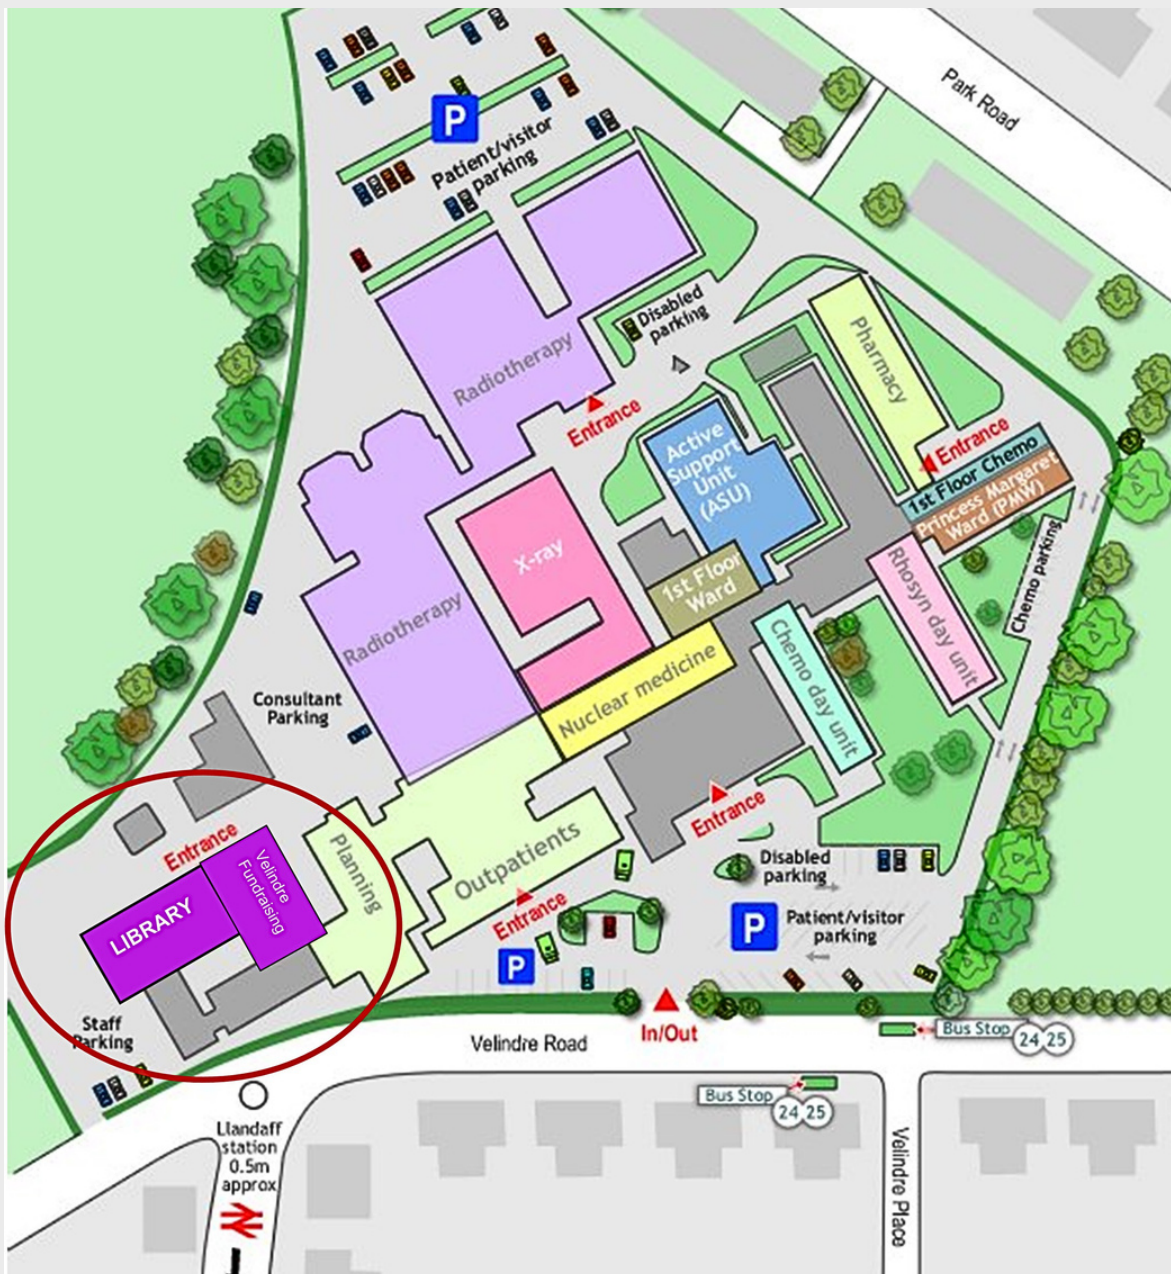 Park Road
P
Patient/visitor
parking
Radiotherapy
Disabled
parking
Pharmacy
Entrance
Entrance
Active
Support
Unit
(ASU)
1st Floor Chemo
Princess Margaret
Ward (PMW)
X-ray
1st Floor
Ward
Rhosyn day unit
Chemo parking
Radiotherapy
Nuclear medicine
Chemo day unit
Consultant
Parking
Entrance
Entrance
Planning
Outpatients
Disabled
parking
Velindre
Fundraising
LIBRARY
Entrance
P
Patient/visitor
parking
P
Staff
Parking
In/Out
Velindre Road
Bus Stop
24 25
Bus Stop
24 25
Llandaff
station
0.5m
approx
Velindre Place